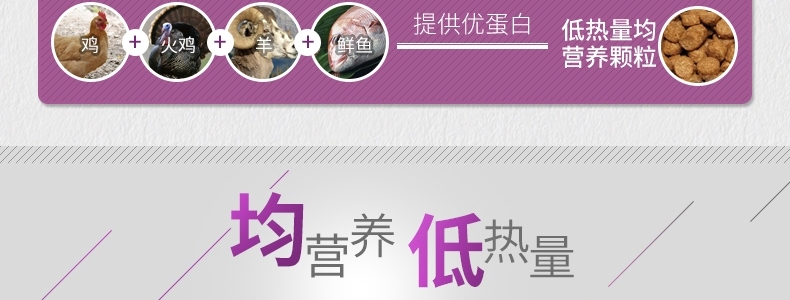 鸡 + 火鸡 + 羊 + 鲜鱼
提供优蛋白
低热量均
营养颗粒
均营养 低热量